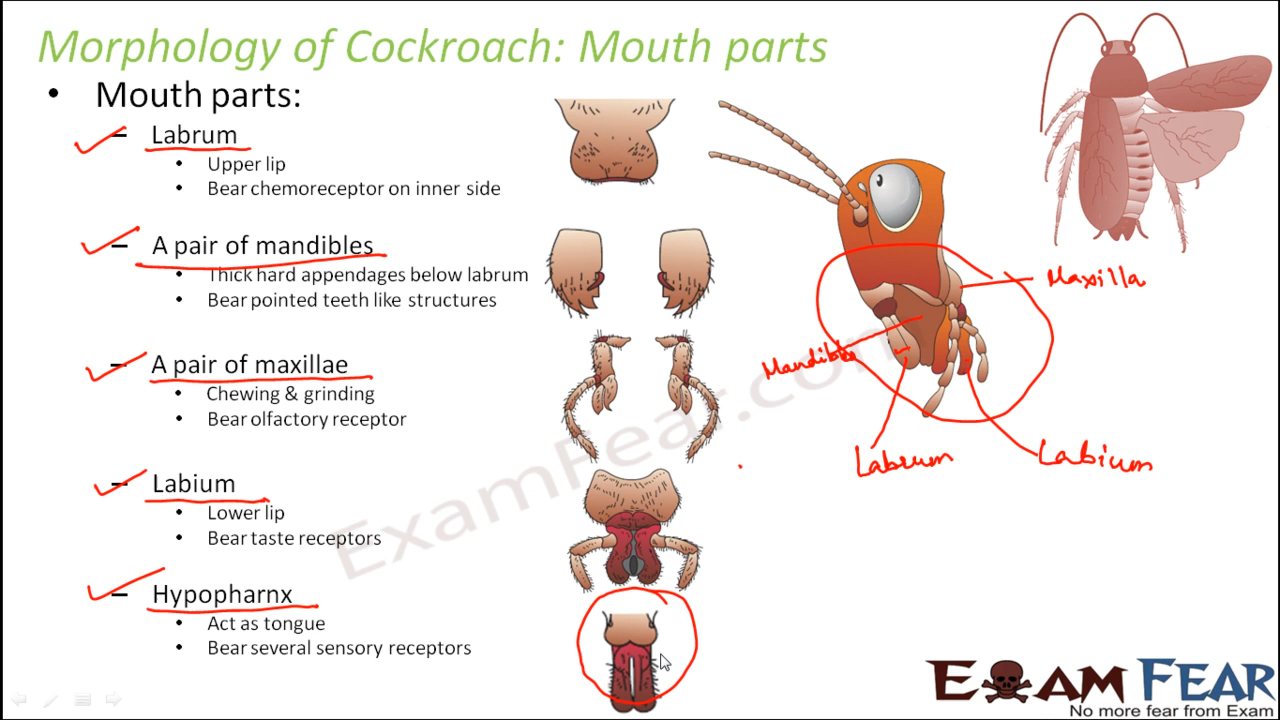 Morphology of Cockroach: Mouth parts
• Mouth parts:
– Labrum
• Upper lip
• Bear chemoreceptor on inner side
– A pair of mandibles
• Thick hard appendages below labrum
• Bear pointed teeth like structures
– A pair of maxillae
• Chewing & grinding
• Bear olfactory receptor
– Labium
• Lower lip
• Bear taste receptors
– Hypopharnx
• Act as tongue
• Bear several sensory receptors
Maxilla
Mandible
Labrum
Labium
ExamFear.com
EXAM FEAR
No more fear from Exam